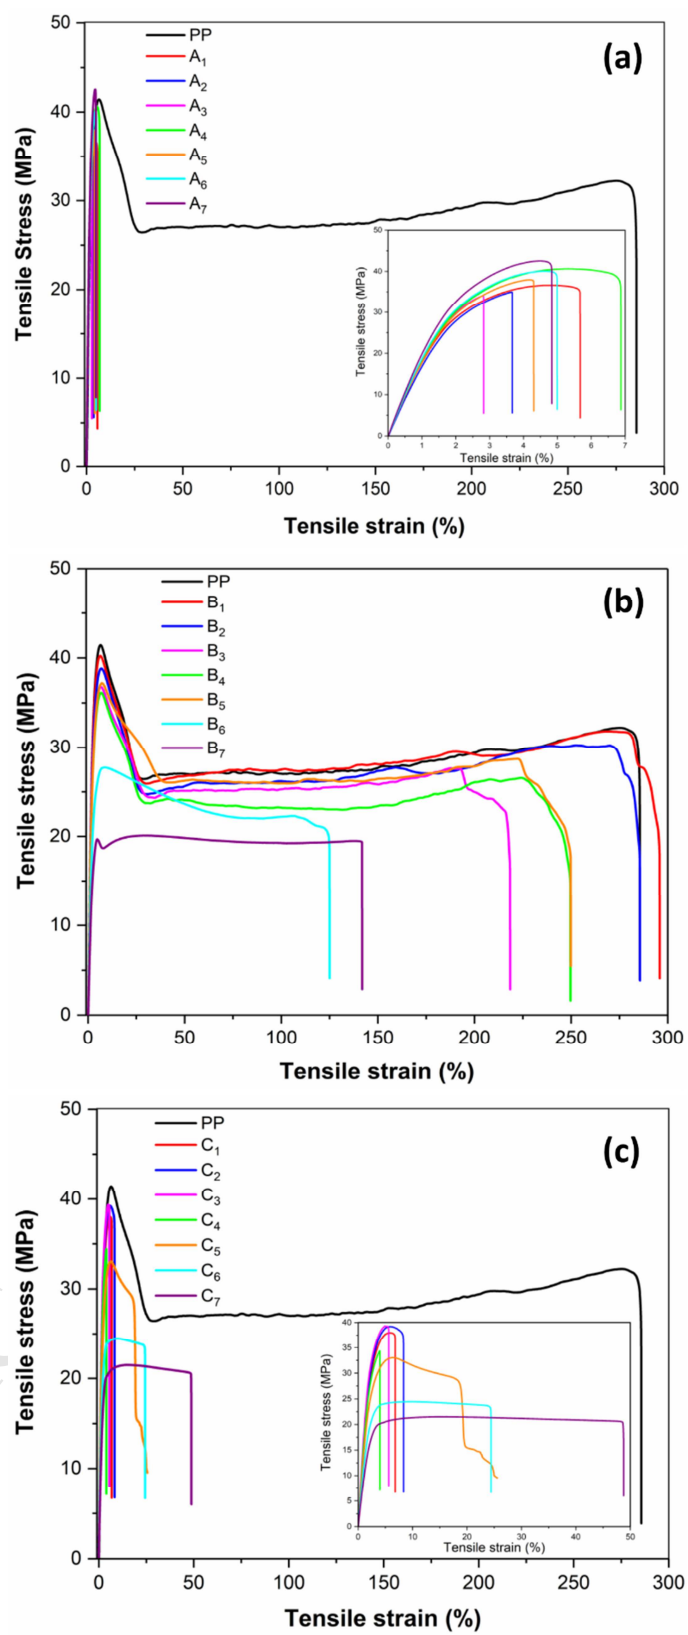 PP
A1
A2
A3
A4
A5
A6
A7
(a)
Tensile Stress (MPa)
50
40
30
20
10
0
0 50 100 150 200 250 300
Tensile strain (%)
Tensile stress (MPa)
50
40
30
20
10
0
0 1 2 3 4 5 6 7
Tensile strain (%)
PP
B1
B2
B3
B4
B5
B6
B7
(b)
Tensile stress (MPa)
50
40
30
20
10
0
0 50 100 150 200 250 300
Tensile strain (%)
PP
C1
C2
C3
C4
C5
C6
C7
(c)
Tensile stress (MPa)
50
40
30
20
10
0
0 50 100 150 200 250 300
Tensile strain (%)
Tensile stress (MPa)
40
35
30
25
20
15
10
5
0
0 10 20 30 40 50
Tensile strain (%)